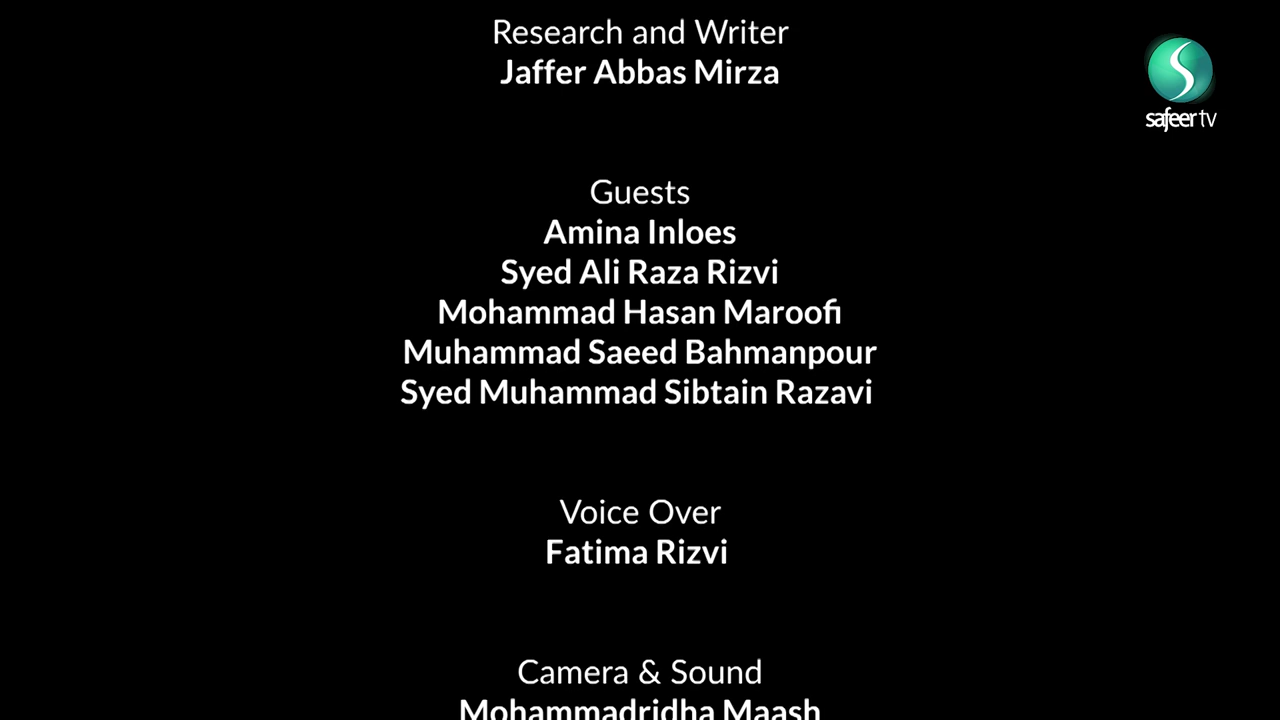 Research and Writer
Jaffer Abbas Mirza
safeer tv
Guests
Amina Inloes
Syed Ali Raza Rizvi
Mohammad Hasan Maroofi
Muhammad Saeed Bahmanpour
Syed Muhammad Sibtain Razavi
Voice Over
Fatima Rizvi
Camera & Sound
Mohammadridha Maash